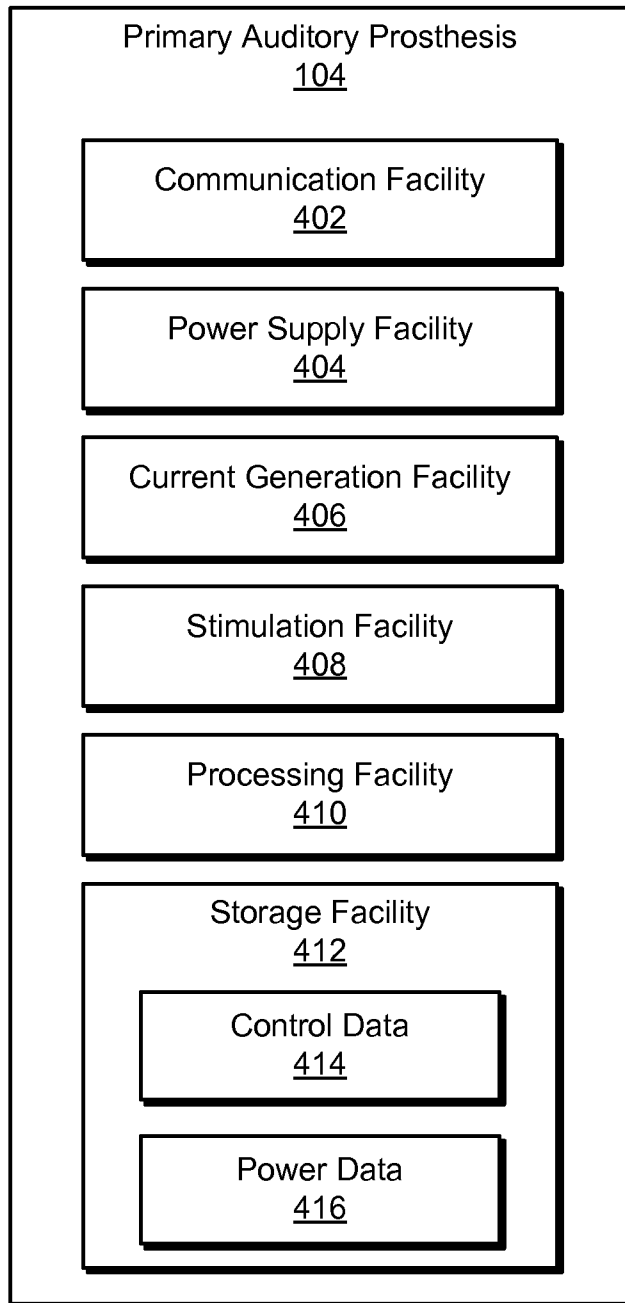 Primary Auditory Prosthesis
104
Communication Facility
402
Power Supply Facility
404
Current Generation Facility
406
Stimulation Facility
408
Processing Facility
410
Storage Facility
412
Control Data
414
Power Data
416